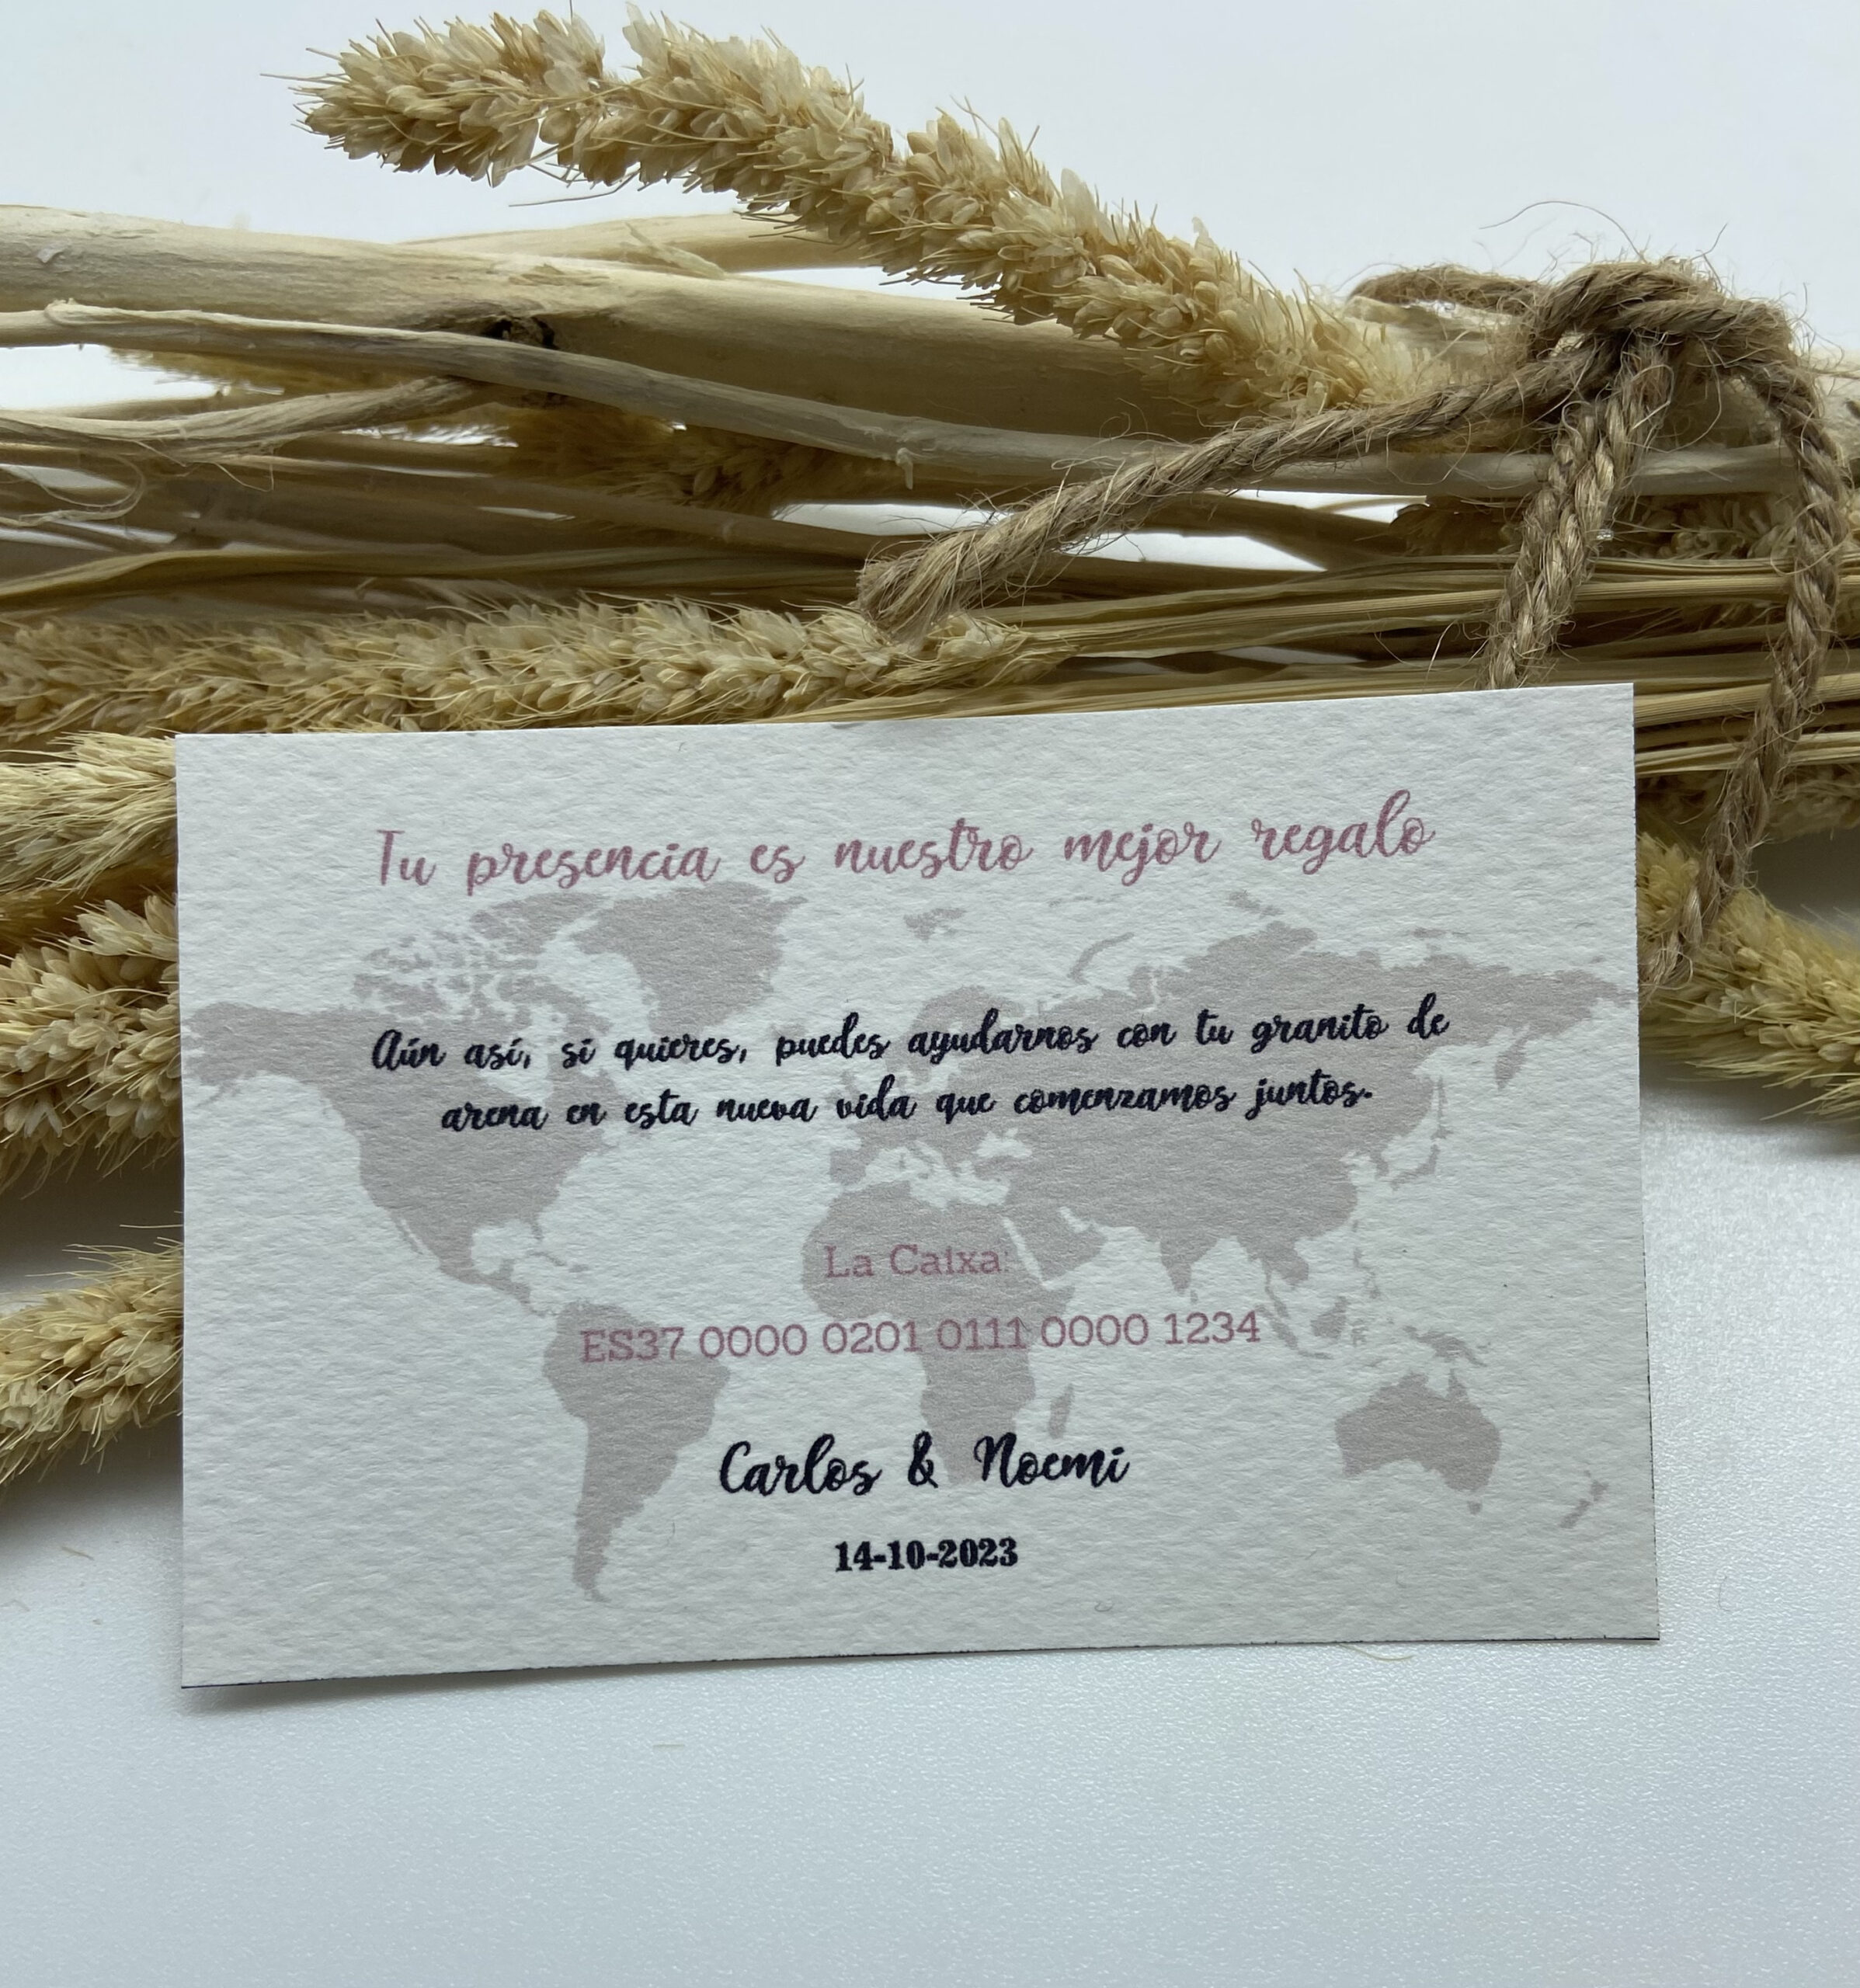 Tu presencia es nuestro mejor regalo
Aún así, si quieres, puedes ayudarnos con tu granito de
arena en esta nueva vida que comenzamos juntos.
La Caixa:
ES37 0000 0201 0111 0000 1234
Carlos & Noemi
14-10-2023